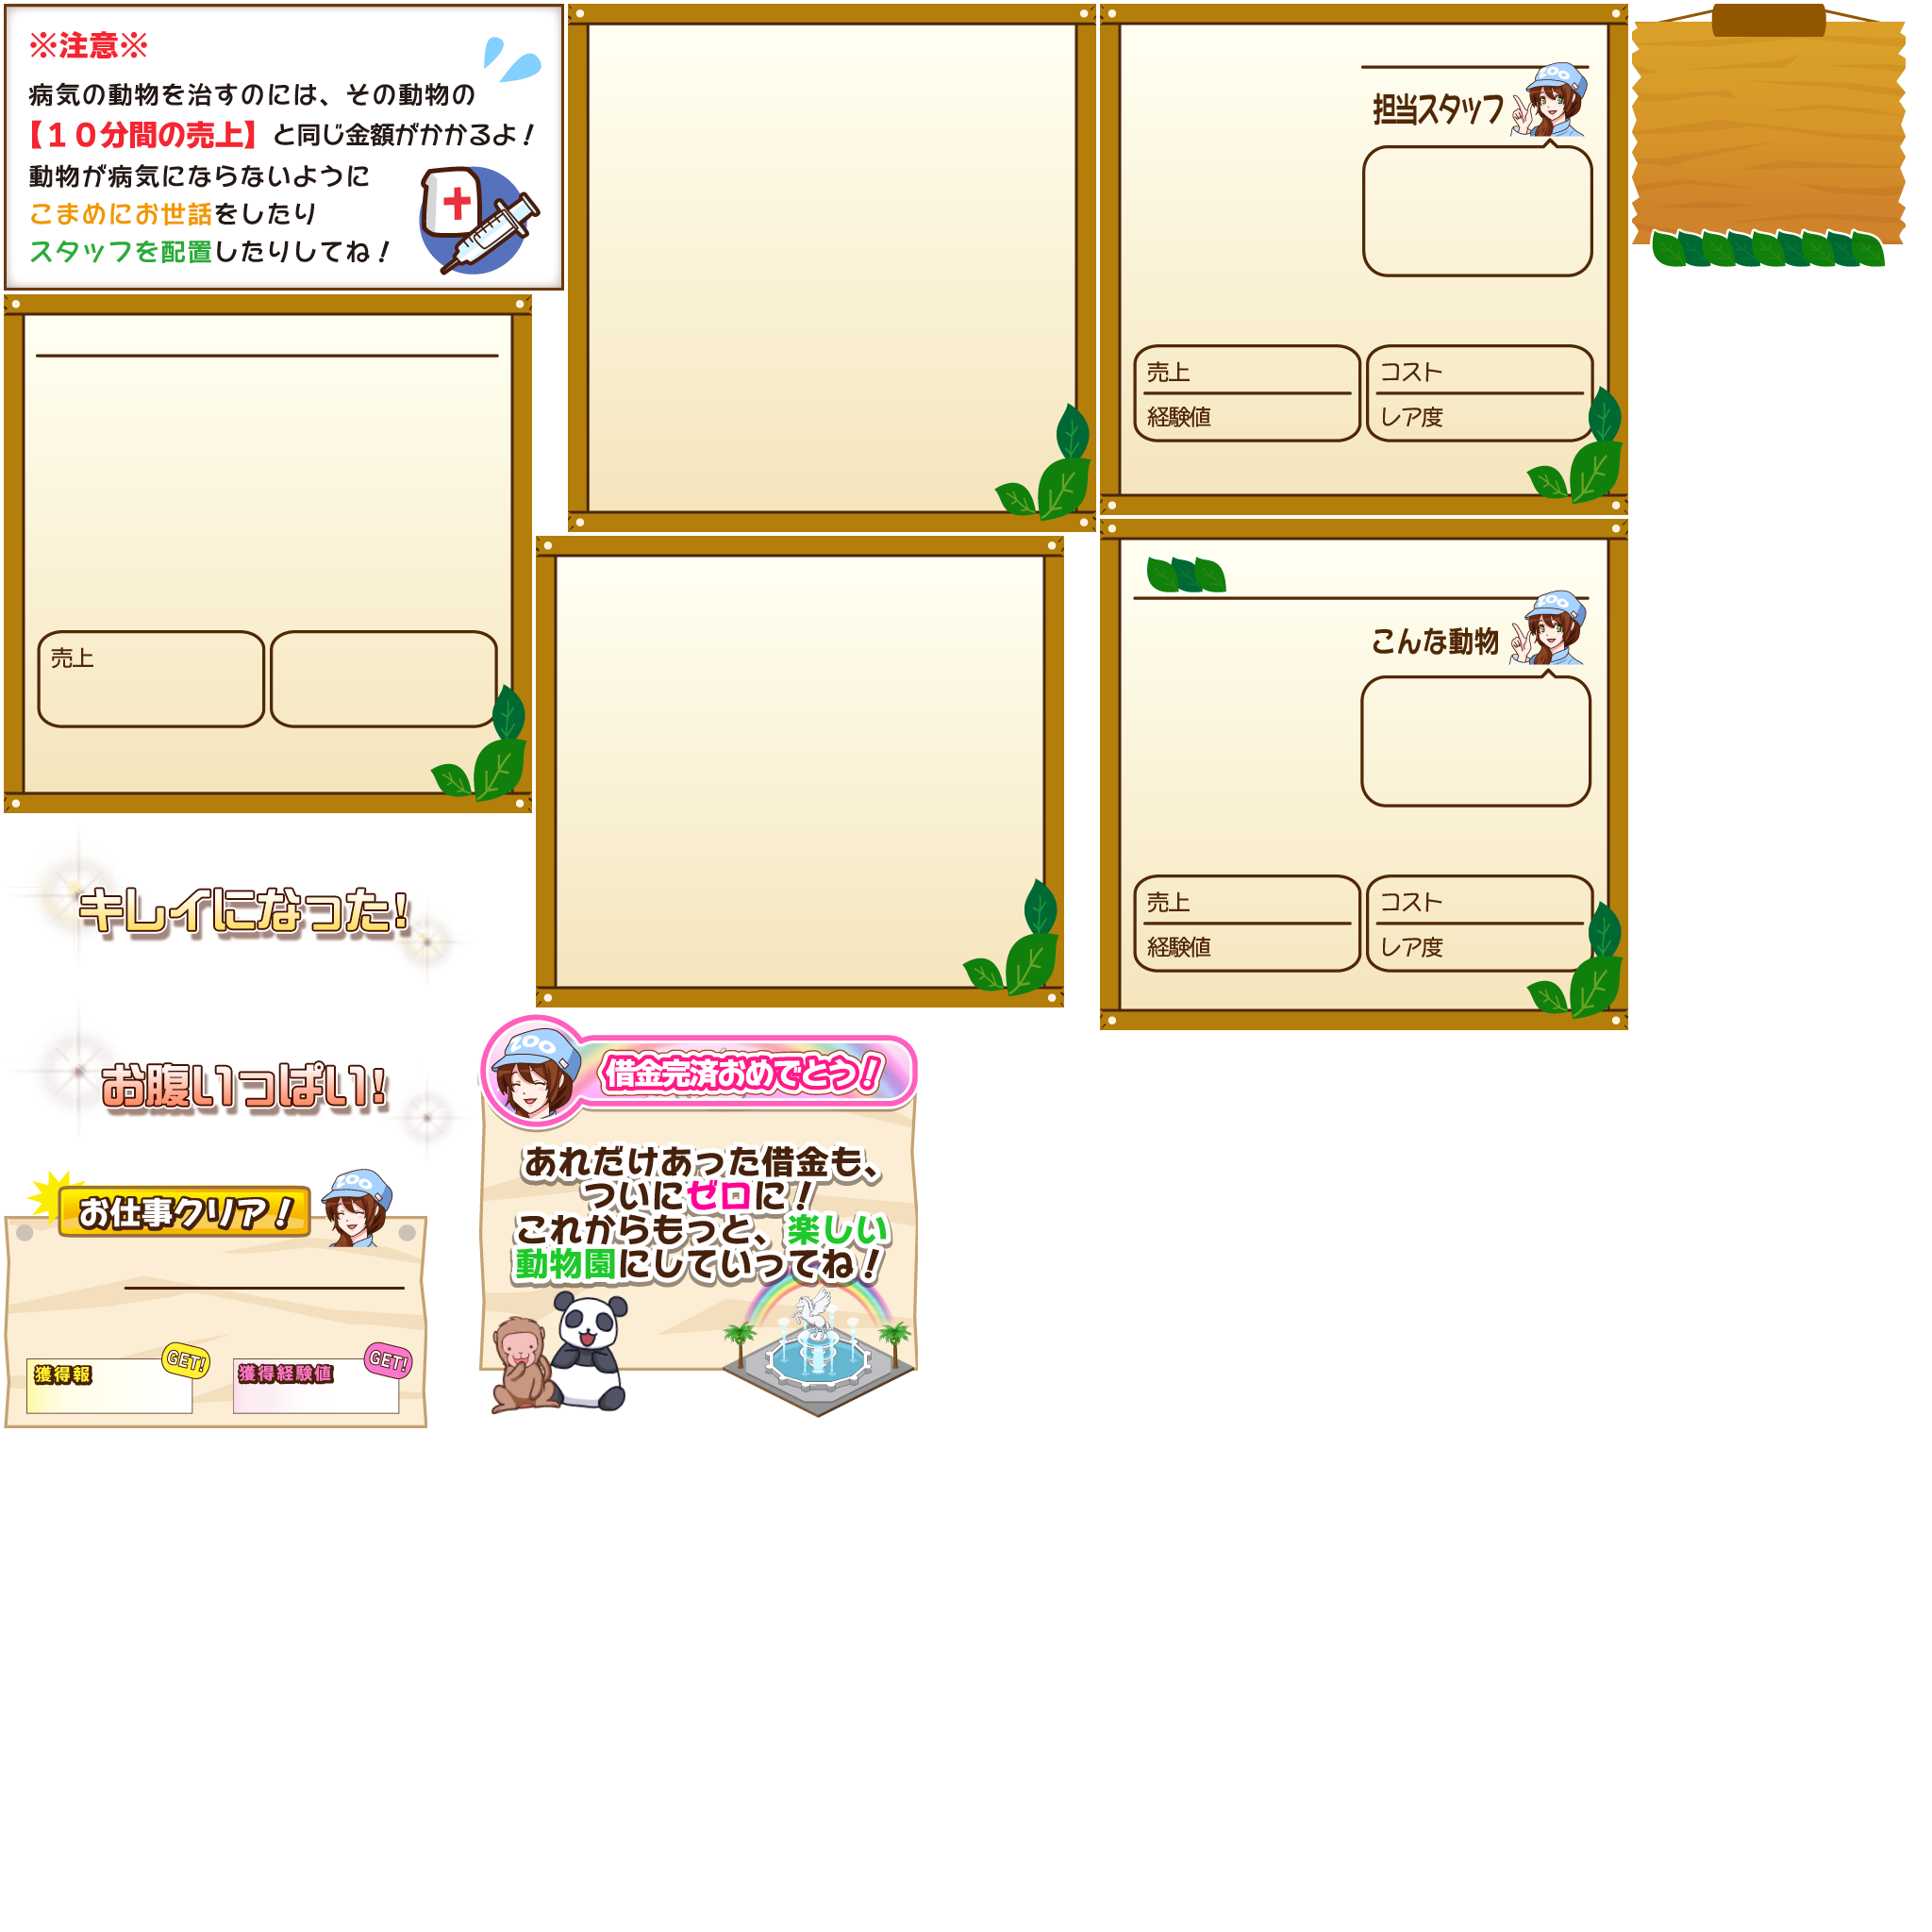 ※注意※
病気の動物を治すのには、その動物の
【１０分間の売上】と同じ金額がかかるよ！
動物が病気にならないように
こまめにお世話をしたり
スタッフを配置したりしてね！
ZOO
担当スタッフ
売上
コスト
経験値
レア度
売上
ZOO
こんな動物
売上
コスト
経験値
レア度
キレイになった!
お腹いっぱい!
ZOO
お仕事クリア！
獲得報
GET!
獲得経験値
GET!
ZOO
借金完済おめでとう！
あれだけあった借金も、
ついにゼロに！
これからもっと、楽しい
動物園にしていってね！